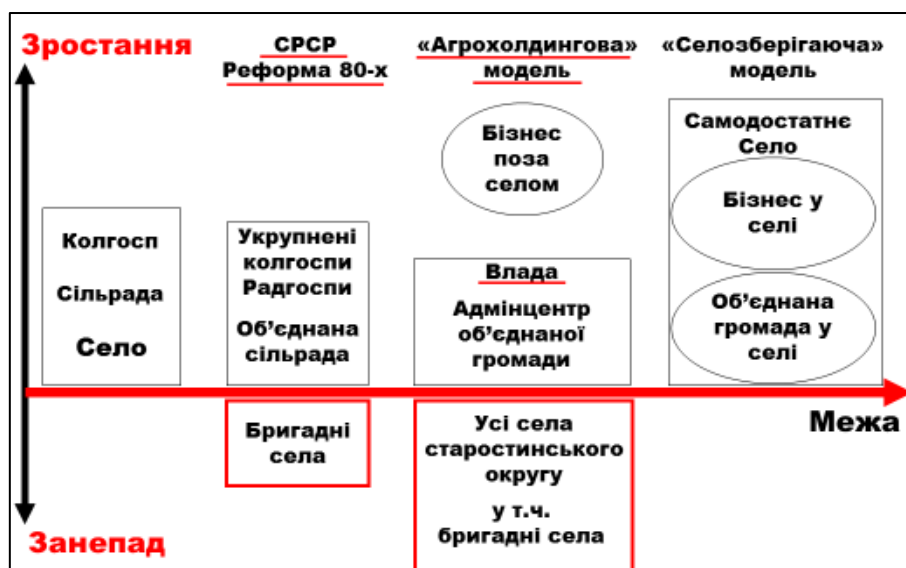 Зростання
СРСР
Реформа 80-х
«Агрохолдингова»
модель
«Селозберігаюча»
модель
Колгосп
Сільрада
Село
Укрупнені
колгоспи
Радгоспи
Об’єднана
сільрада
Бригадні
села
Бізнес
поза
селом
Влада
Адмінцентр
об’єднаної
громади
Усі села
старостинського
округу
у т.ч.
бригадні села
Самодостатнє
Село
Бізнес у
селі
Об’єднана
громада у
селі
Межа
Занепад